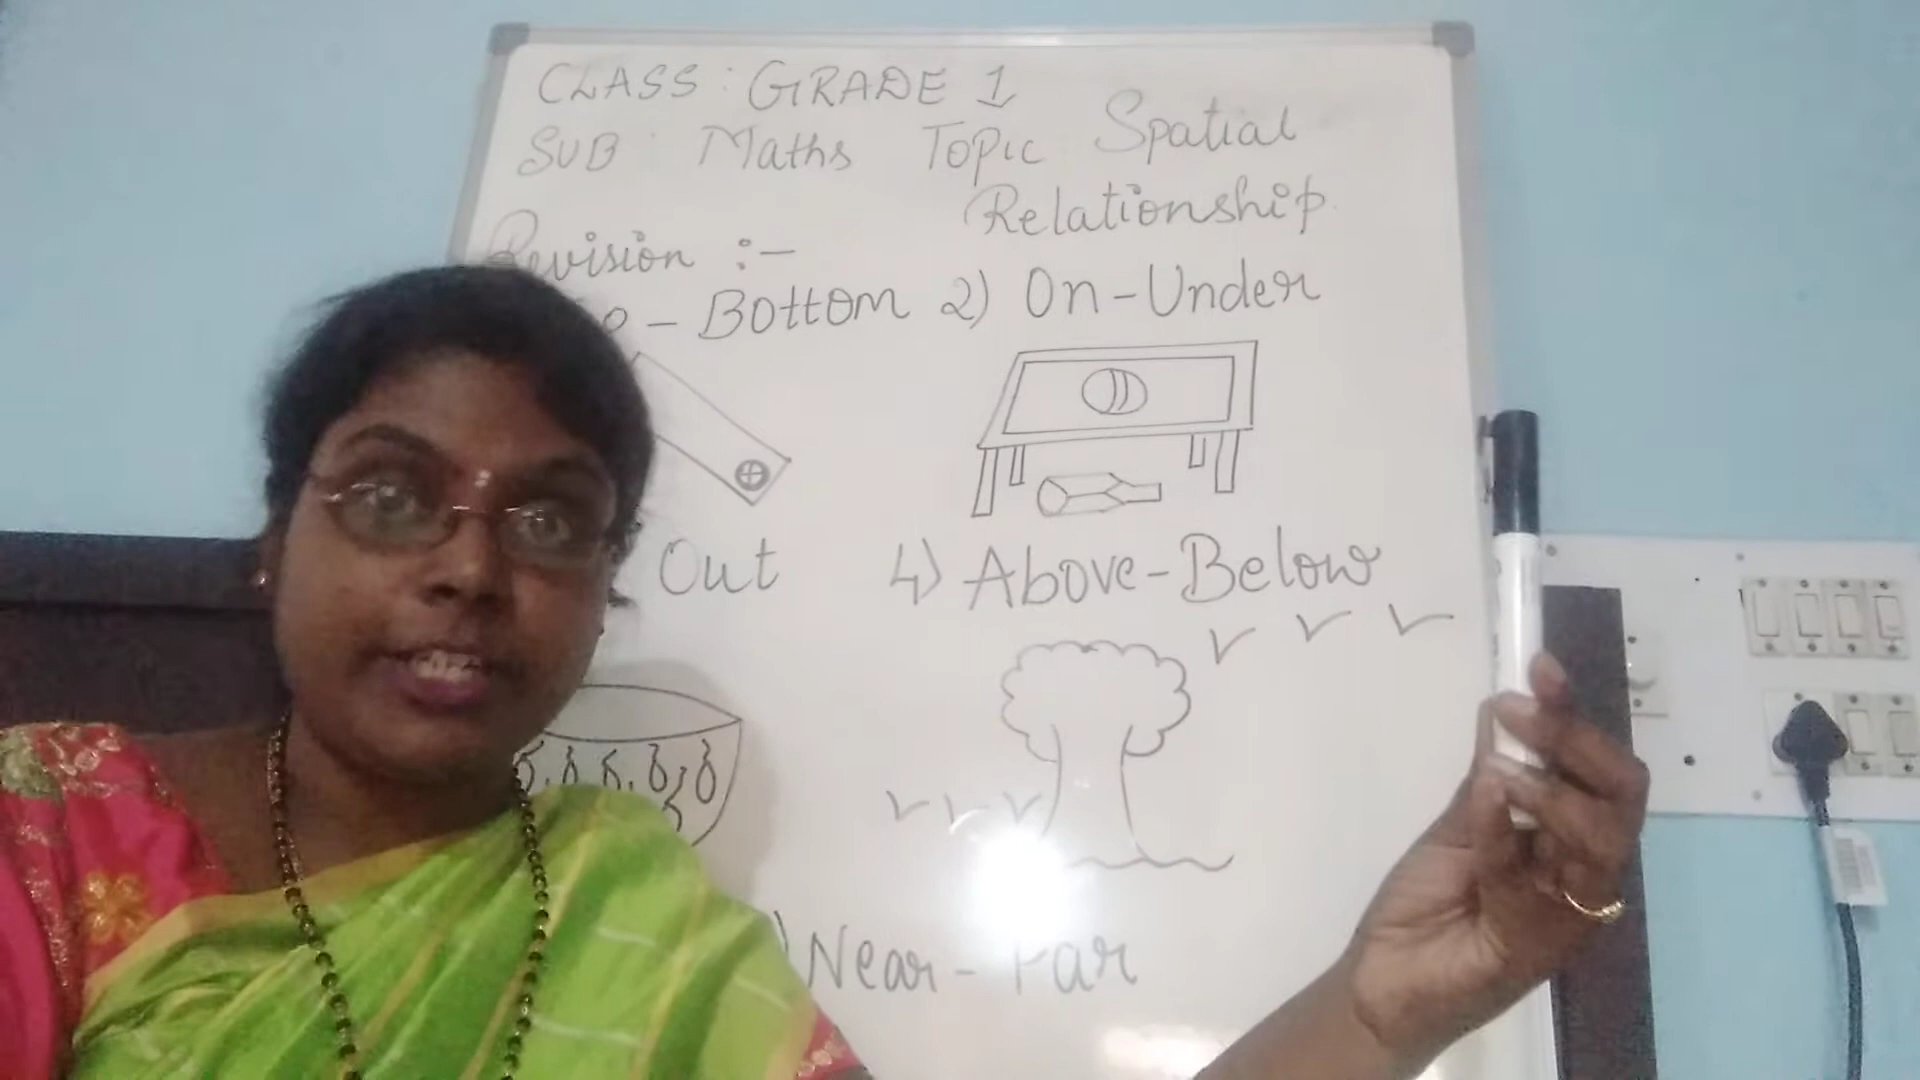 CLASS : GRADE 1
SUB : Maths Topic Spatial
Relationship
Revision :-
- Bottom 2) On-Under
Out 4) Above-Below
) Near - Far